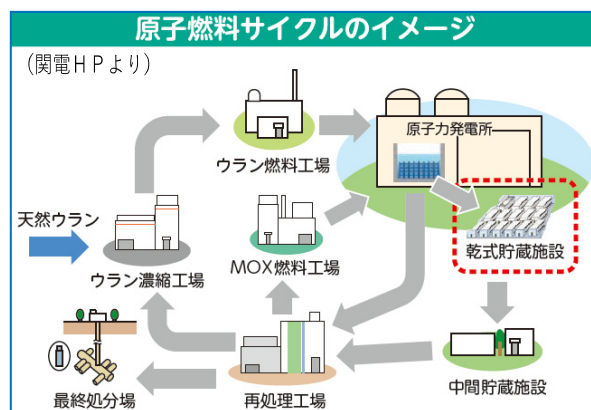 原子燃料サイクルのイメージ
(関電HPより)
原子力発電所
ウラン燃料工場
天然ウラン
乾式貯蔵施設
ウラン濃縮工場
MOX燃料工場
最終処分場
再処理工場
中間貯蔵施設